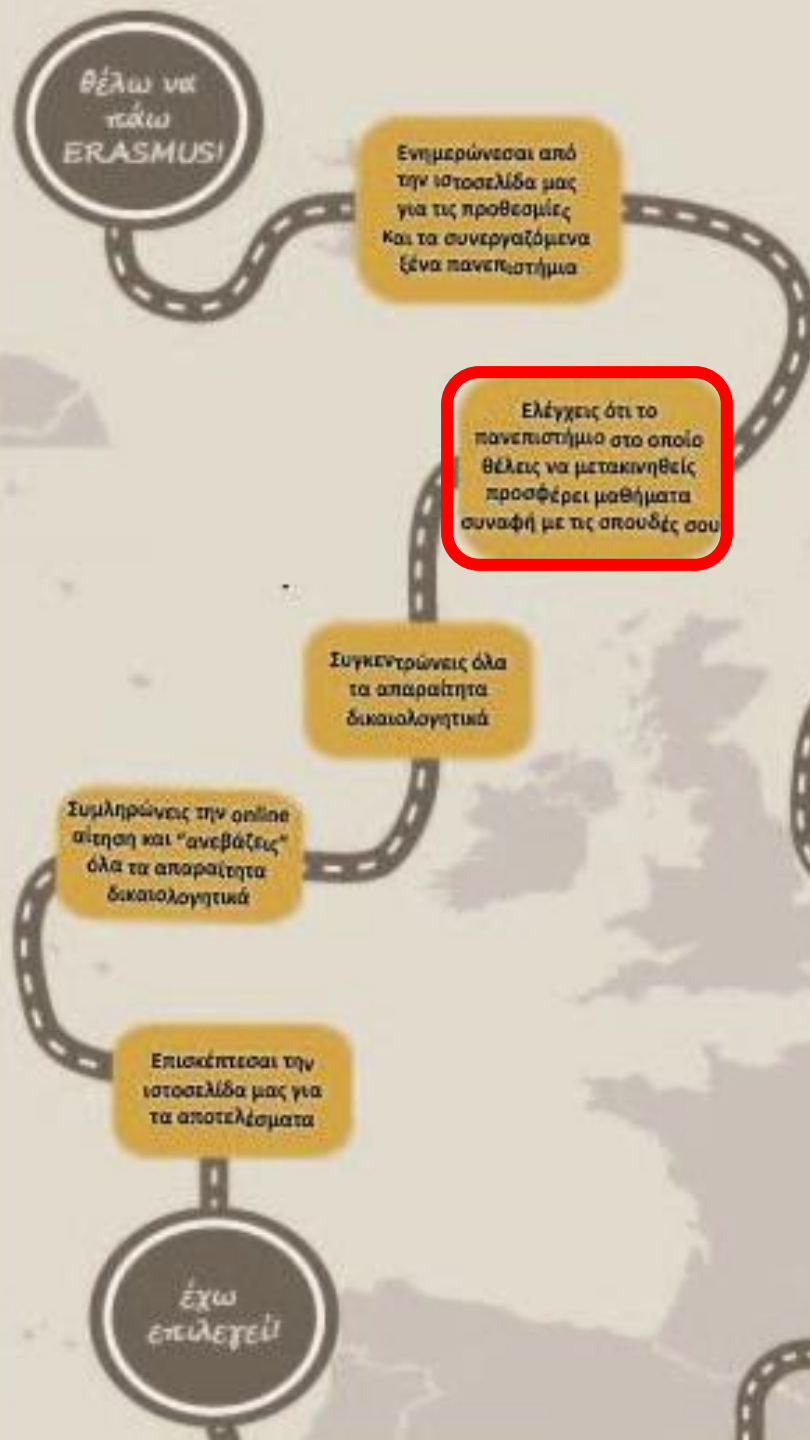 θέλω να
πάω
ERASMUS!
Ενημερώνεσαι από
την ιστοσελίδα μας
για τις προθεσμίες
και τα συνεργαζόμενα
ξένα πανεπιστήμια
Ελέγχεις ότι το
πανεπιστήμιο στο οποίο
θέλεις να μετακινηθείς
προσφέρει μαθήματα
συναφή με τις σπουδές σου
Συγκεντρώνεις όλα
τα απαραίτητα
δικαιολογητικά
Συμληρώνεις την online
αίτηση και "ανεβάζεις"
όλα τα απαραίτητα
δικαιολογητικά
Επισκέπτεσαι την
ιστοσελίδα μας για
τα αποτελέσματα
έχω
επιλεγεί!